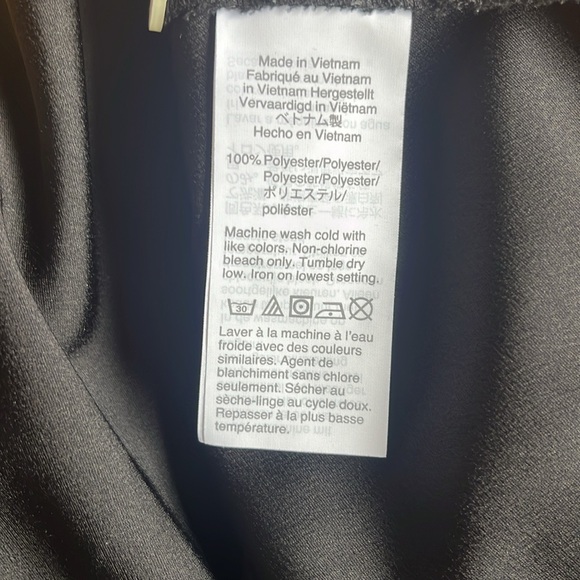 Made in Vietnam
Fabriqué au Vietnam
in Vietnam Hergestellt
Vervaardigd in Viëtnam
ベトナム製
Hecho en Vietnam
100% Polyester/Polyester/
Polyester/Polyester/
ポリエステル/
poliéster
Machine wash cold with
like colors. Non-chlorine
bleach only. Tumble dry
low. Iron on lowest setting.
30
Laver à la machine à l'eau
froide avec des couleurs
similaires. Agent de
blanchiment sans chlore
seulement. Sécher au
sèche-linge au cycle doux.
Repasser à la plus basse
température.